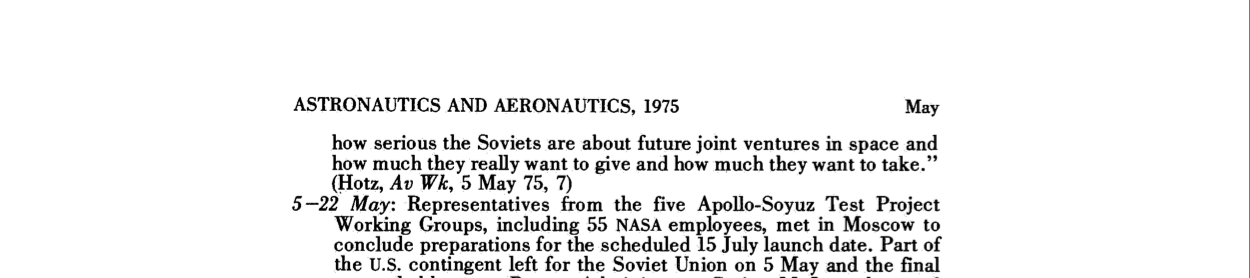 ASTRONAUTICS AND AERONAUTICS, 1975 May
how serious the Soviets are about future joint ventures in space and
how much they really want to give and how much they want to take.”
(Hotz, Av Wk, 5 May 75, 7)
5–22 May: Representatives from the five Apollo-Soyuz Test Project
Working Groups, including 55 NASA employees, met in Moscow to
conclude preparations for the scheduled 15 July launch date. Part of
the U.S. contingent left for the Soviet Union on 5 May and the final